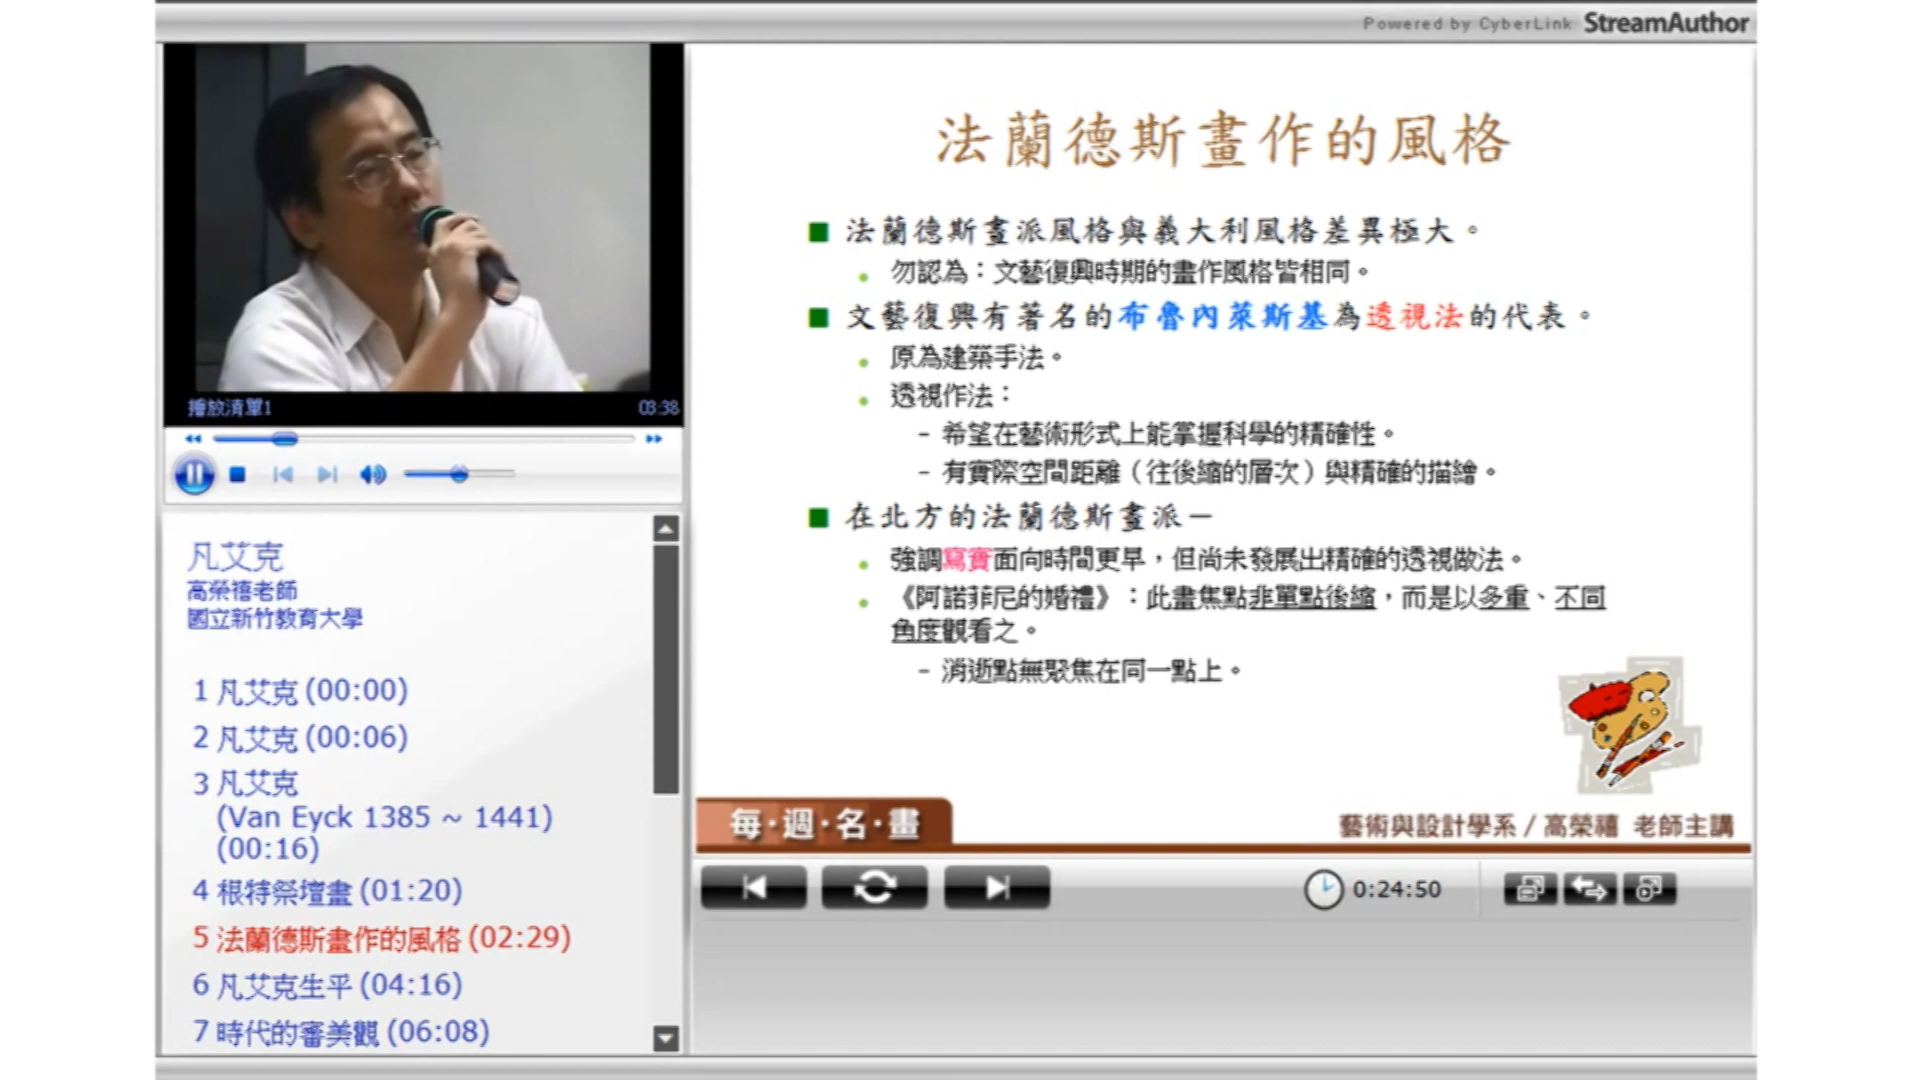 Powered by CyberLink StreamAuthor
播放清單1
03:38
凡艾克
高榮禧老師
國立新竹教育大學
1 凡艾克 (00:00)
2 凡艾克 (00:06)
3 凡艾克
(Van Eyck 1385 ~ 1441)
(00:16)
4 根特祭壇畫 (01:20)
5 法蘭德斯畫作的風格 (02:29)
6 凡艾克生平 (04:16)
7 時代的審美觀 (06:08)
法蘭德斯畫作的風格
法蘭德斯畫派風格與義大利風格差異極大。
勿認為：文藝復興時期的畫作風格皆相同。
文藝復興有著名的布魯內萊斯基為透視法的代表。
原為建築手法。
透視作法：
– 希望在藝術形式上能掌握科學的精確性。
– 有實際空間距離（往後縮的層次）與精確的描繪。
在北方的法蘭德斯畫派－
強調寫實面向時間更早，但尚未發展出精確的透視做法。
《阿諾菲尼的婚禮》：此畫焦點非單點後縮，而是以多重、不同
角度觀看之。
– 消逝點無聚焦在同一點上。
每‧週‧名‧畫
藝術與設計學系 / 高榮禧 老師主講
0:24:50